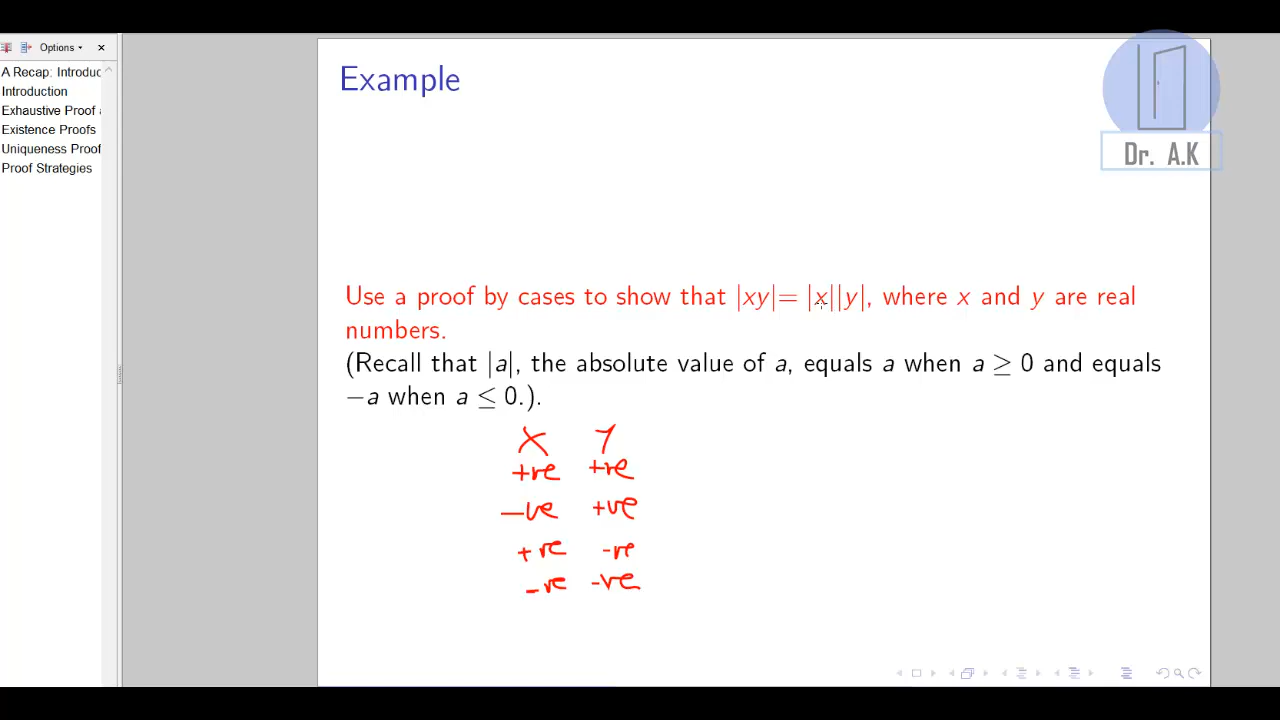 Options
A Recap: Introduc
Introduction
Exhaustive Proof a
Existence Proofs
Uniqueness Proof
Proof Strategies
Example
Dr. A.K
Use a proof by cases to show that |xy|= |x||y|, where x and y are real
numbers.
(Recall that |a|, the absolute value of a, equals a when a ≥ 0 and equals
−a when a ≤ 0.).
X Y
+ve +ve
-ve +ve
+ve -ve
-ve -ve